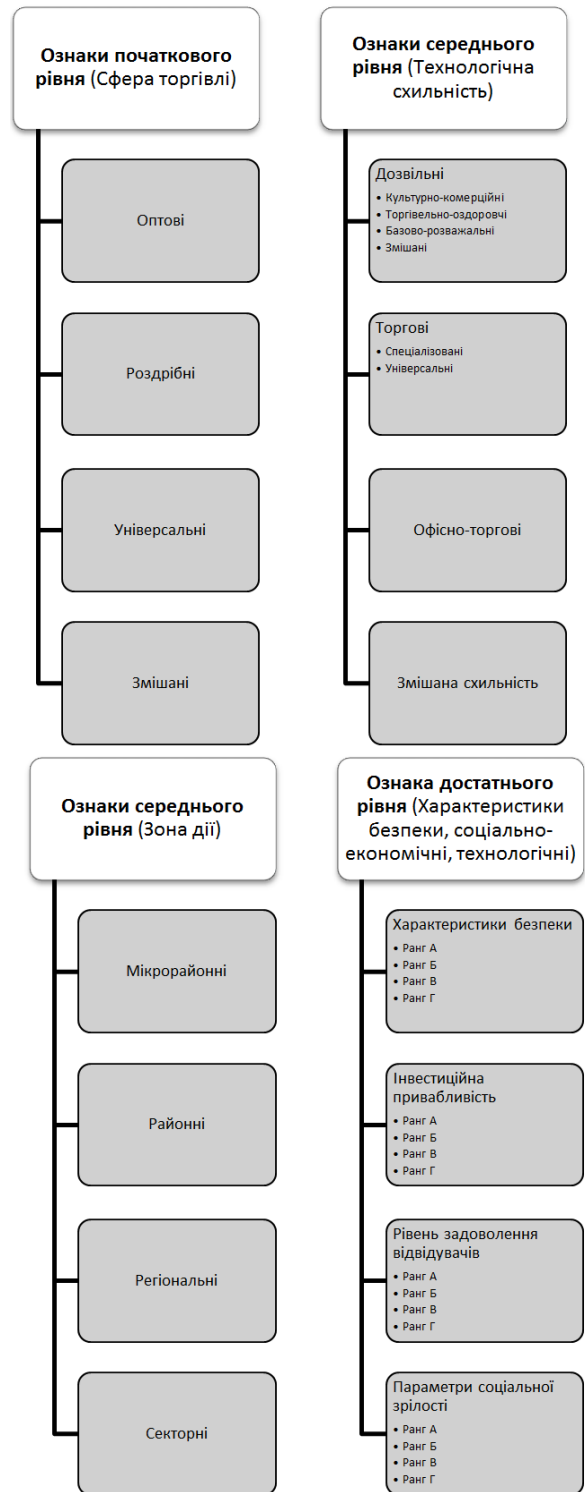 Ознаки початкового
рівня (Сфера торгівлі)
Оптові
Роздрібні
Універсальні
Змішані
Ознаки середнього
рівня (Технологічна
схильність)
Дозвільні
• Культурно-комерційні
• Торгівельно-оздоровчі
• Базово-розважальні
• Змішані
Торгові
• Спеціалізовані
• Універсальні
Офісно-торгові
Змішана схильність
Ознаки середнього
рівня (Зона дії)
Мікрорайонні
Районні
Регіональні
Секторні
Ознака достатнього
рівня (Характеристики
безпеки, соціально-
економічні, технологічні)
Характеристики безпеки
• Ранг А
• Ранг Б
• Ранг В
• Ранг Г
Інвестиційна
привабливість
• Ранг А
• Ранг Б
• Ранг В
• Ранг Г
Рівень задоволення
відвідувачів
• Ранг А
• Ранг Б
• Ранг В
• Ранг Г
Параметри соціальної
зрілості
• Ранг А
• Ранг Б
• Ранг В
• Ранг Г